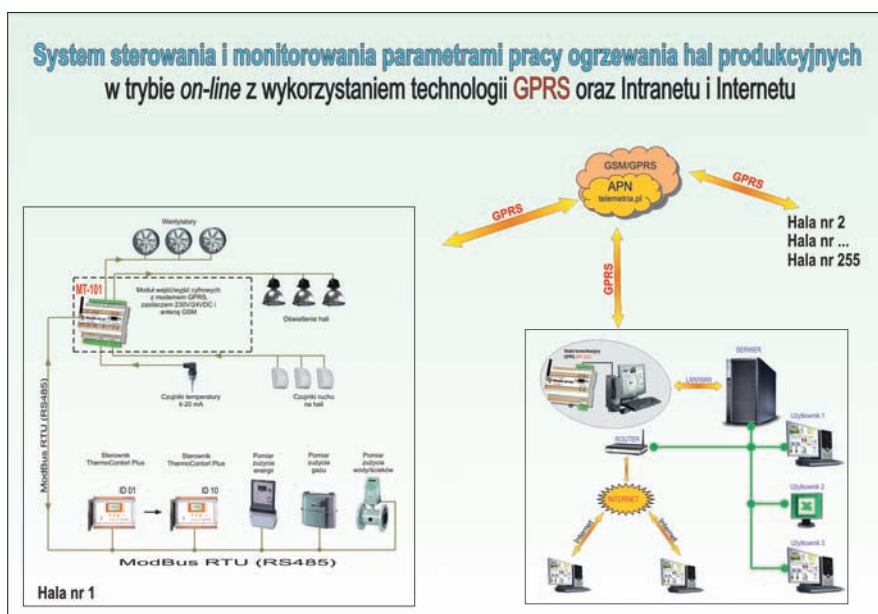 System sterowania i monitorowania parametrami pracy ogrzewania hal produkcyjnych
w trybie on-line z wykorzystaniem technologii GPRS oraz Intranetu i Internetu
GSM/GPRS
APN
telemetria.pl
GPRS
GPRS
GPRS
Hala nr 2
Hala nr ...
Hala nr 255
Wentylatory
MT-101
Moduł wejść/wyjść cyfrowych
z modemem GPRS,
zasilaczem 230V/24VDC i
anteną GSM
Oświetlenie hali
Czujniki temperatury
4-20 mA
Czujniki ruchu
na hali
ModBus RTU (RS485)
Sterownik
ThermoContorl Plus
Sterownik
ThermoContorl Plus
Pomiar
zużycia
energii
Pomiar
zużycie
gazu
Pomiar
zużycia
wody/ścieków
ID 01
ID 10
ModBus RTU (RS485)
Hala nr 1
GPRS
SERWER
LAN/WAN
ROUTER
Użytkownik 1
INTERNET
Użytkownik 2
Internet
Internet
Użytkownik 3